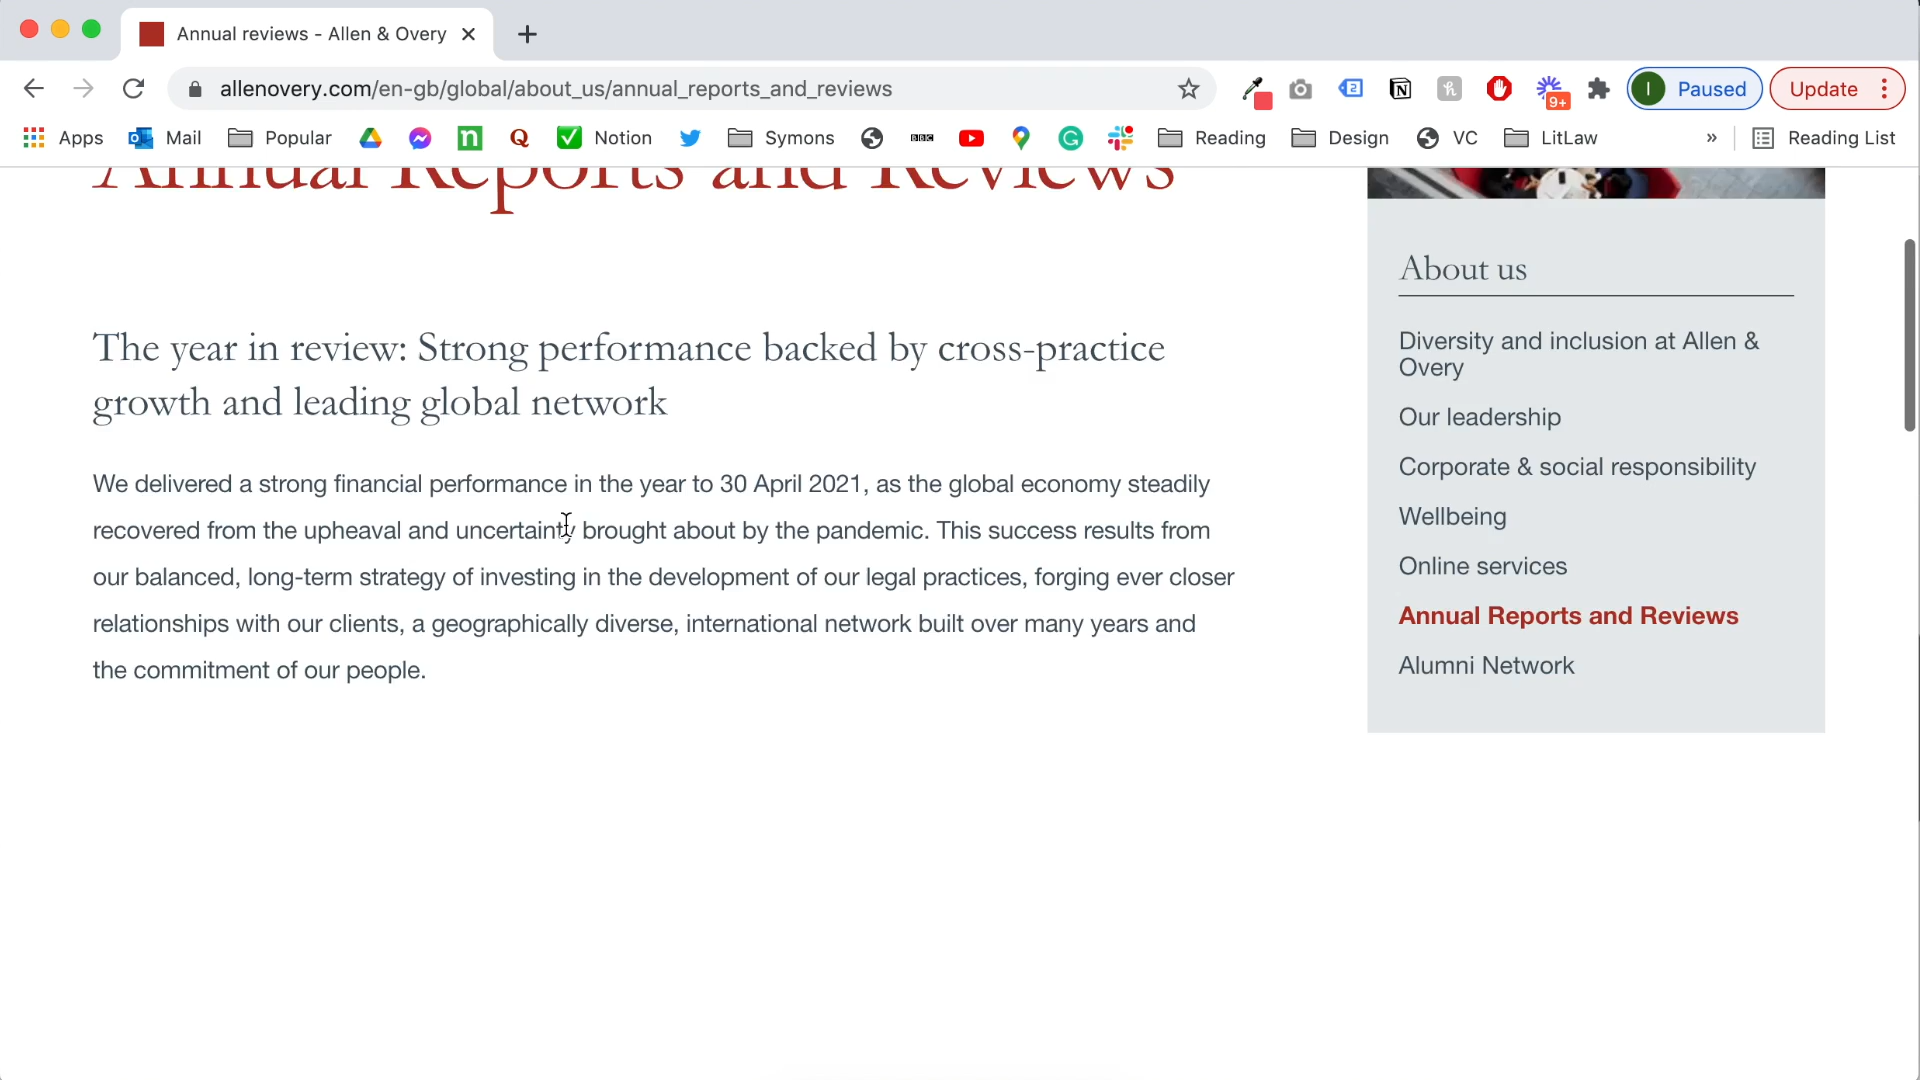 Annual reviews - Allen & Overy
allenovery.com/en-gb/global/about_us/annual_reports_and_reviews
2
9+
I
Paused
Update
Apps
Mail
Popular
n
Q
Notion
Symons
BBC
Reading
Design
VC
LitLaw
»
Reading List
Annual Reports and Reviews
The year in review: Strong performance backed by cross-practice
growth and leading global network
We delivered a strong financial performance in the year to 30 April 2021, as the global economy steadily
recovered from the upheaval and uncertainty brought about by the pandemic. This success results from
our balanced, long-term strategy of investing in the development of our legal practices, forging ever closer
relationships with our clients, a geographically diverse, international network built over many years and
the commitment of our people.
About us
Diversity and inclusion at Allen &
Overy
Our leadership
Corporate & social responsibility
Wellbeing
Online services
Annual Reports and Reviews
Alumni Network